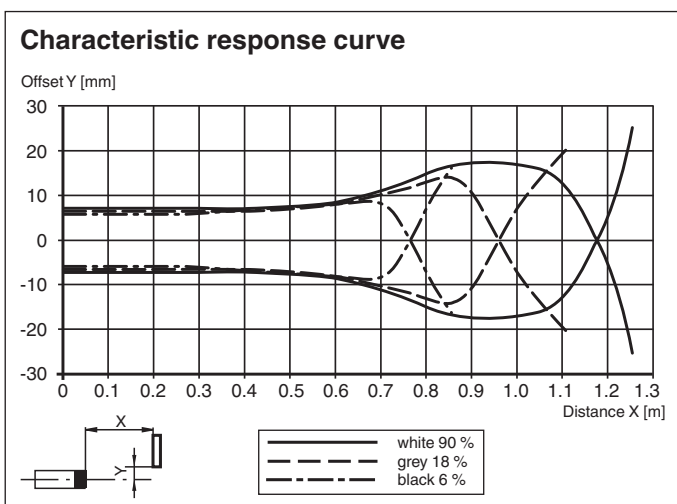 Characteristic response curve
Offset Y [mm]
30
20
10
0
-10
-20
-30
0 0.1 0.2 0.3 0.4 0.5 0.6 0.7 0.8 0.9 1.0 1.1 1.2 1.3
Distance X [m]
X
Y
white 90 %
grey 18 %
black 6 %